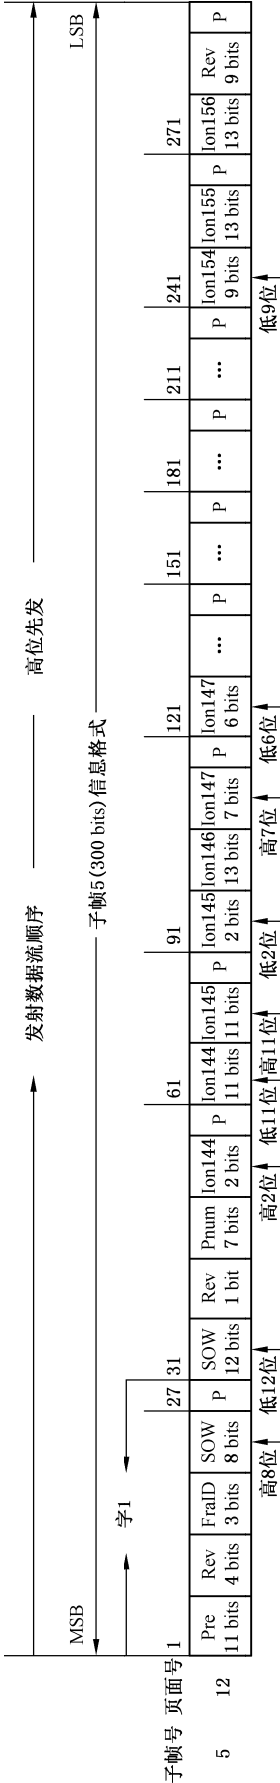 发射数据流顺序 高位先发
MSB 子帧5(300 bits)信息格式 LSB
字1
子帧号 页面号 1 27 31 61 91 121 151 181 211 241 271
5 12
Pre 11 bits
Rev 4 bits
FraID 3 bits
SOW 8 bits
P
SOW 12 bits
Rev 1 bit
Pnum 7 bits
Ion144 2 bits
P
Ion144 11 bits
Ion145 11 bits
P
Ion145 2 bits
Ion146 13 bits
Ion147 7 bits
P
Ion147 6 bits
…
P
…
P
…
P
…
P
Ion154 9 bits
Ion155 13 bits
P
Ion156 13 bits
Rev 9 bits
P
高8位 低12位 高2位 低11位 高11位 低2位 高7位 低6位 低9位